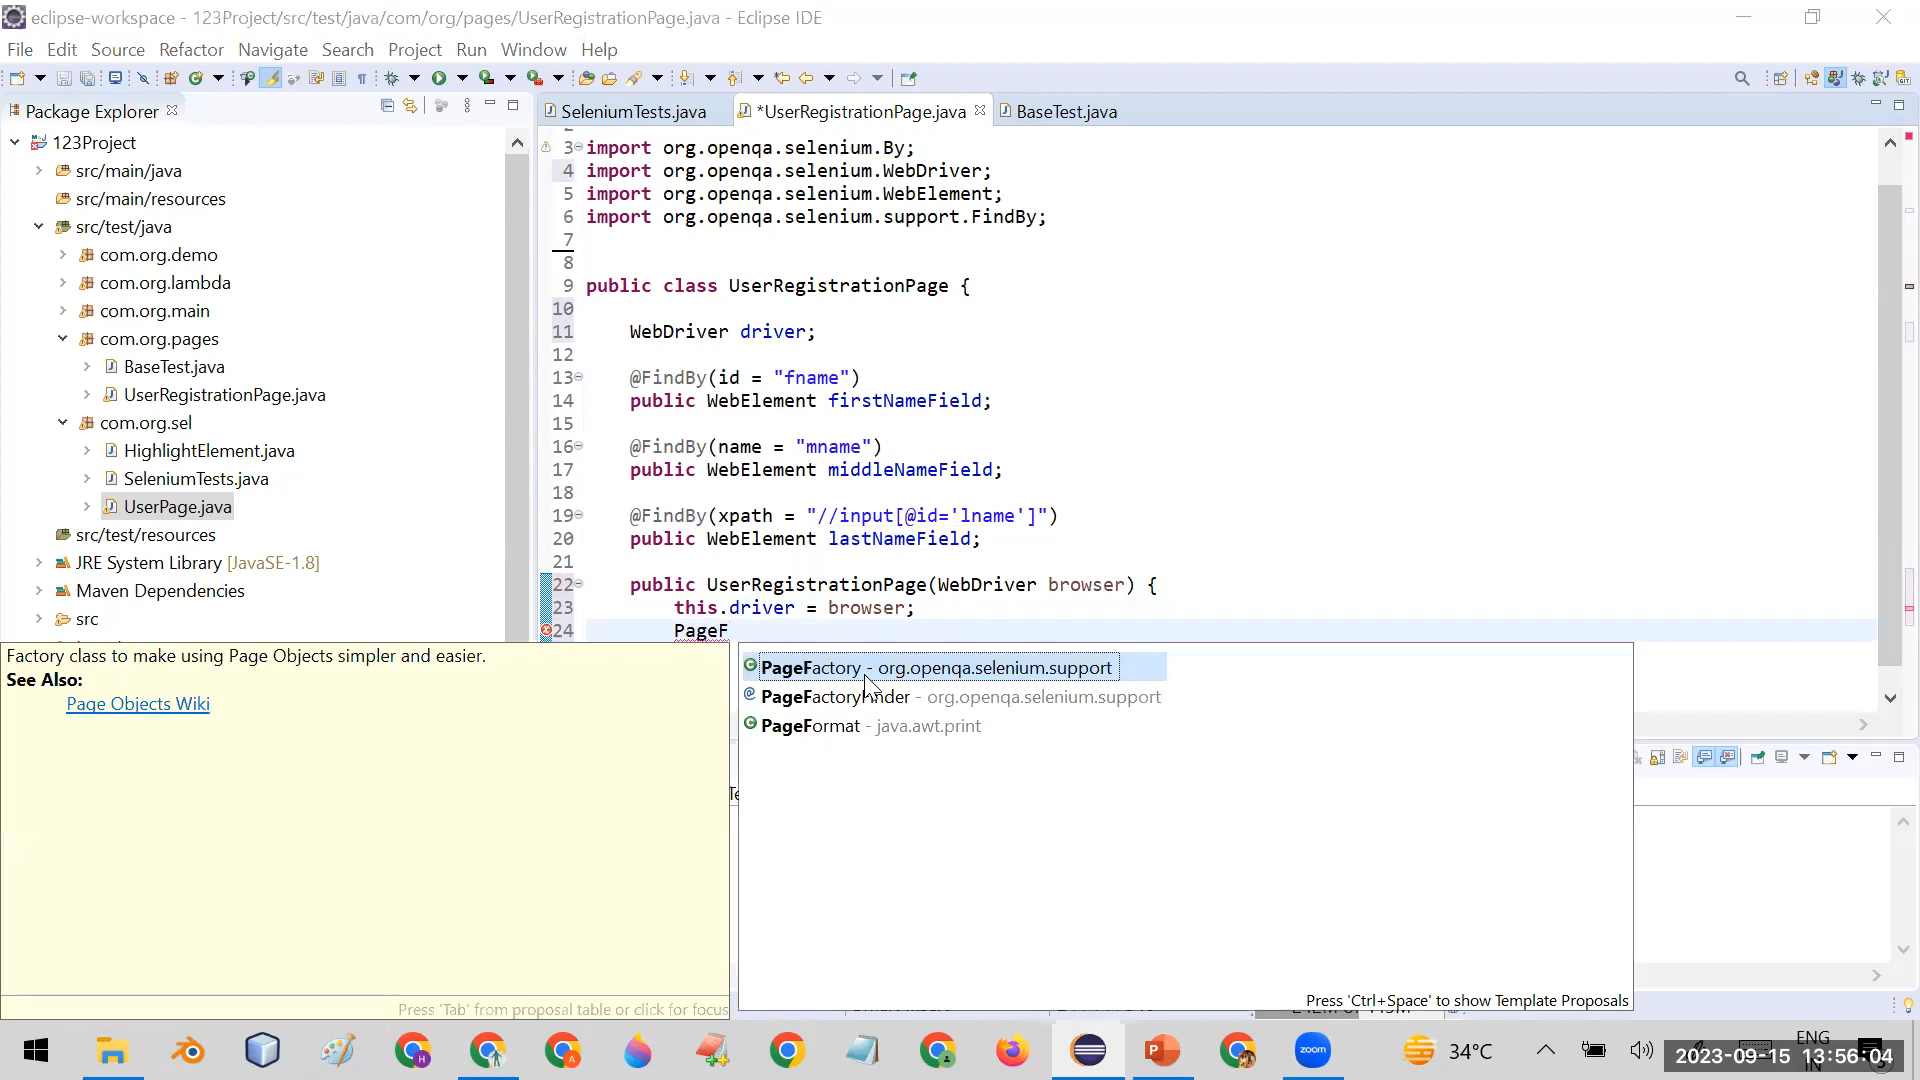 eclipse-workspace - 123Project/src/test/java/com/org/pages/UserRegistrationPage.java - Eclipse IDE
File Edit Source Refactor Navigate Search Project Run Window Help
Package Explorer
SeleniumTests.java *UserRegistrationPage.java BaseTest.java
123Project
src/main/java
src/main/resources
src/test/java
com.org.demo
com.org.lambda
com.org.main
com.org.pages
BaseTest.java
UserRegistrationPage.java
com.org.sel
HighlightElement.java
SeleniumTests.java
UserPage.java
src/test/resources
JRE System Library [JavaSE-1.8]
Maven Dependencies
src
3 import org.openqa.selenium.By;
4 import org.openqa.selenium.WebDriver;
5 import org.openqa.selenium.WebElement;
6 import org.openqa.selenium.support.FindBy;
7
8
9 public class UserRegistrationPage {
10
11 WebDriver driver;
12
13 @FindBy(id = "fname")
14 public WebElement firstNameField;
15
16 @FindBy(name = "mname")
17 public WebElement middleNameField;
18
19 @FindBy(xpath = "//input[@id='lname']")
20 public WebElement lastNameField;
21
22 public UserRegistrationPage(WebDriver browser) {
23 this.driver = browser;
24 PageF
Factory class to make using Page Objects simpler and easier.
See Also:
Page Objects Wiki
Press 'Tab' from proposal table or click for focus
PageFactory - org.openqa.selenium.support
PageFactoryFinder - org.openqa.selenium.support
PageFormat - java.awt.print
Press 'Ctrl+Space' to show Template Proposals
zoom
34°C
ENG
IN
2023-09-15 13:56:04